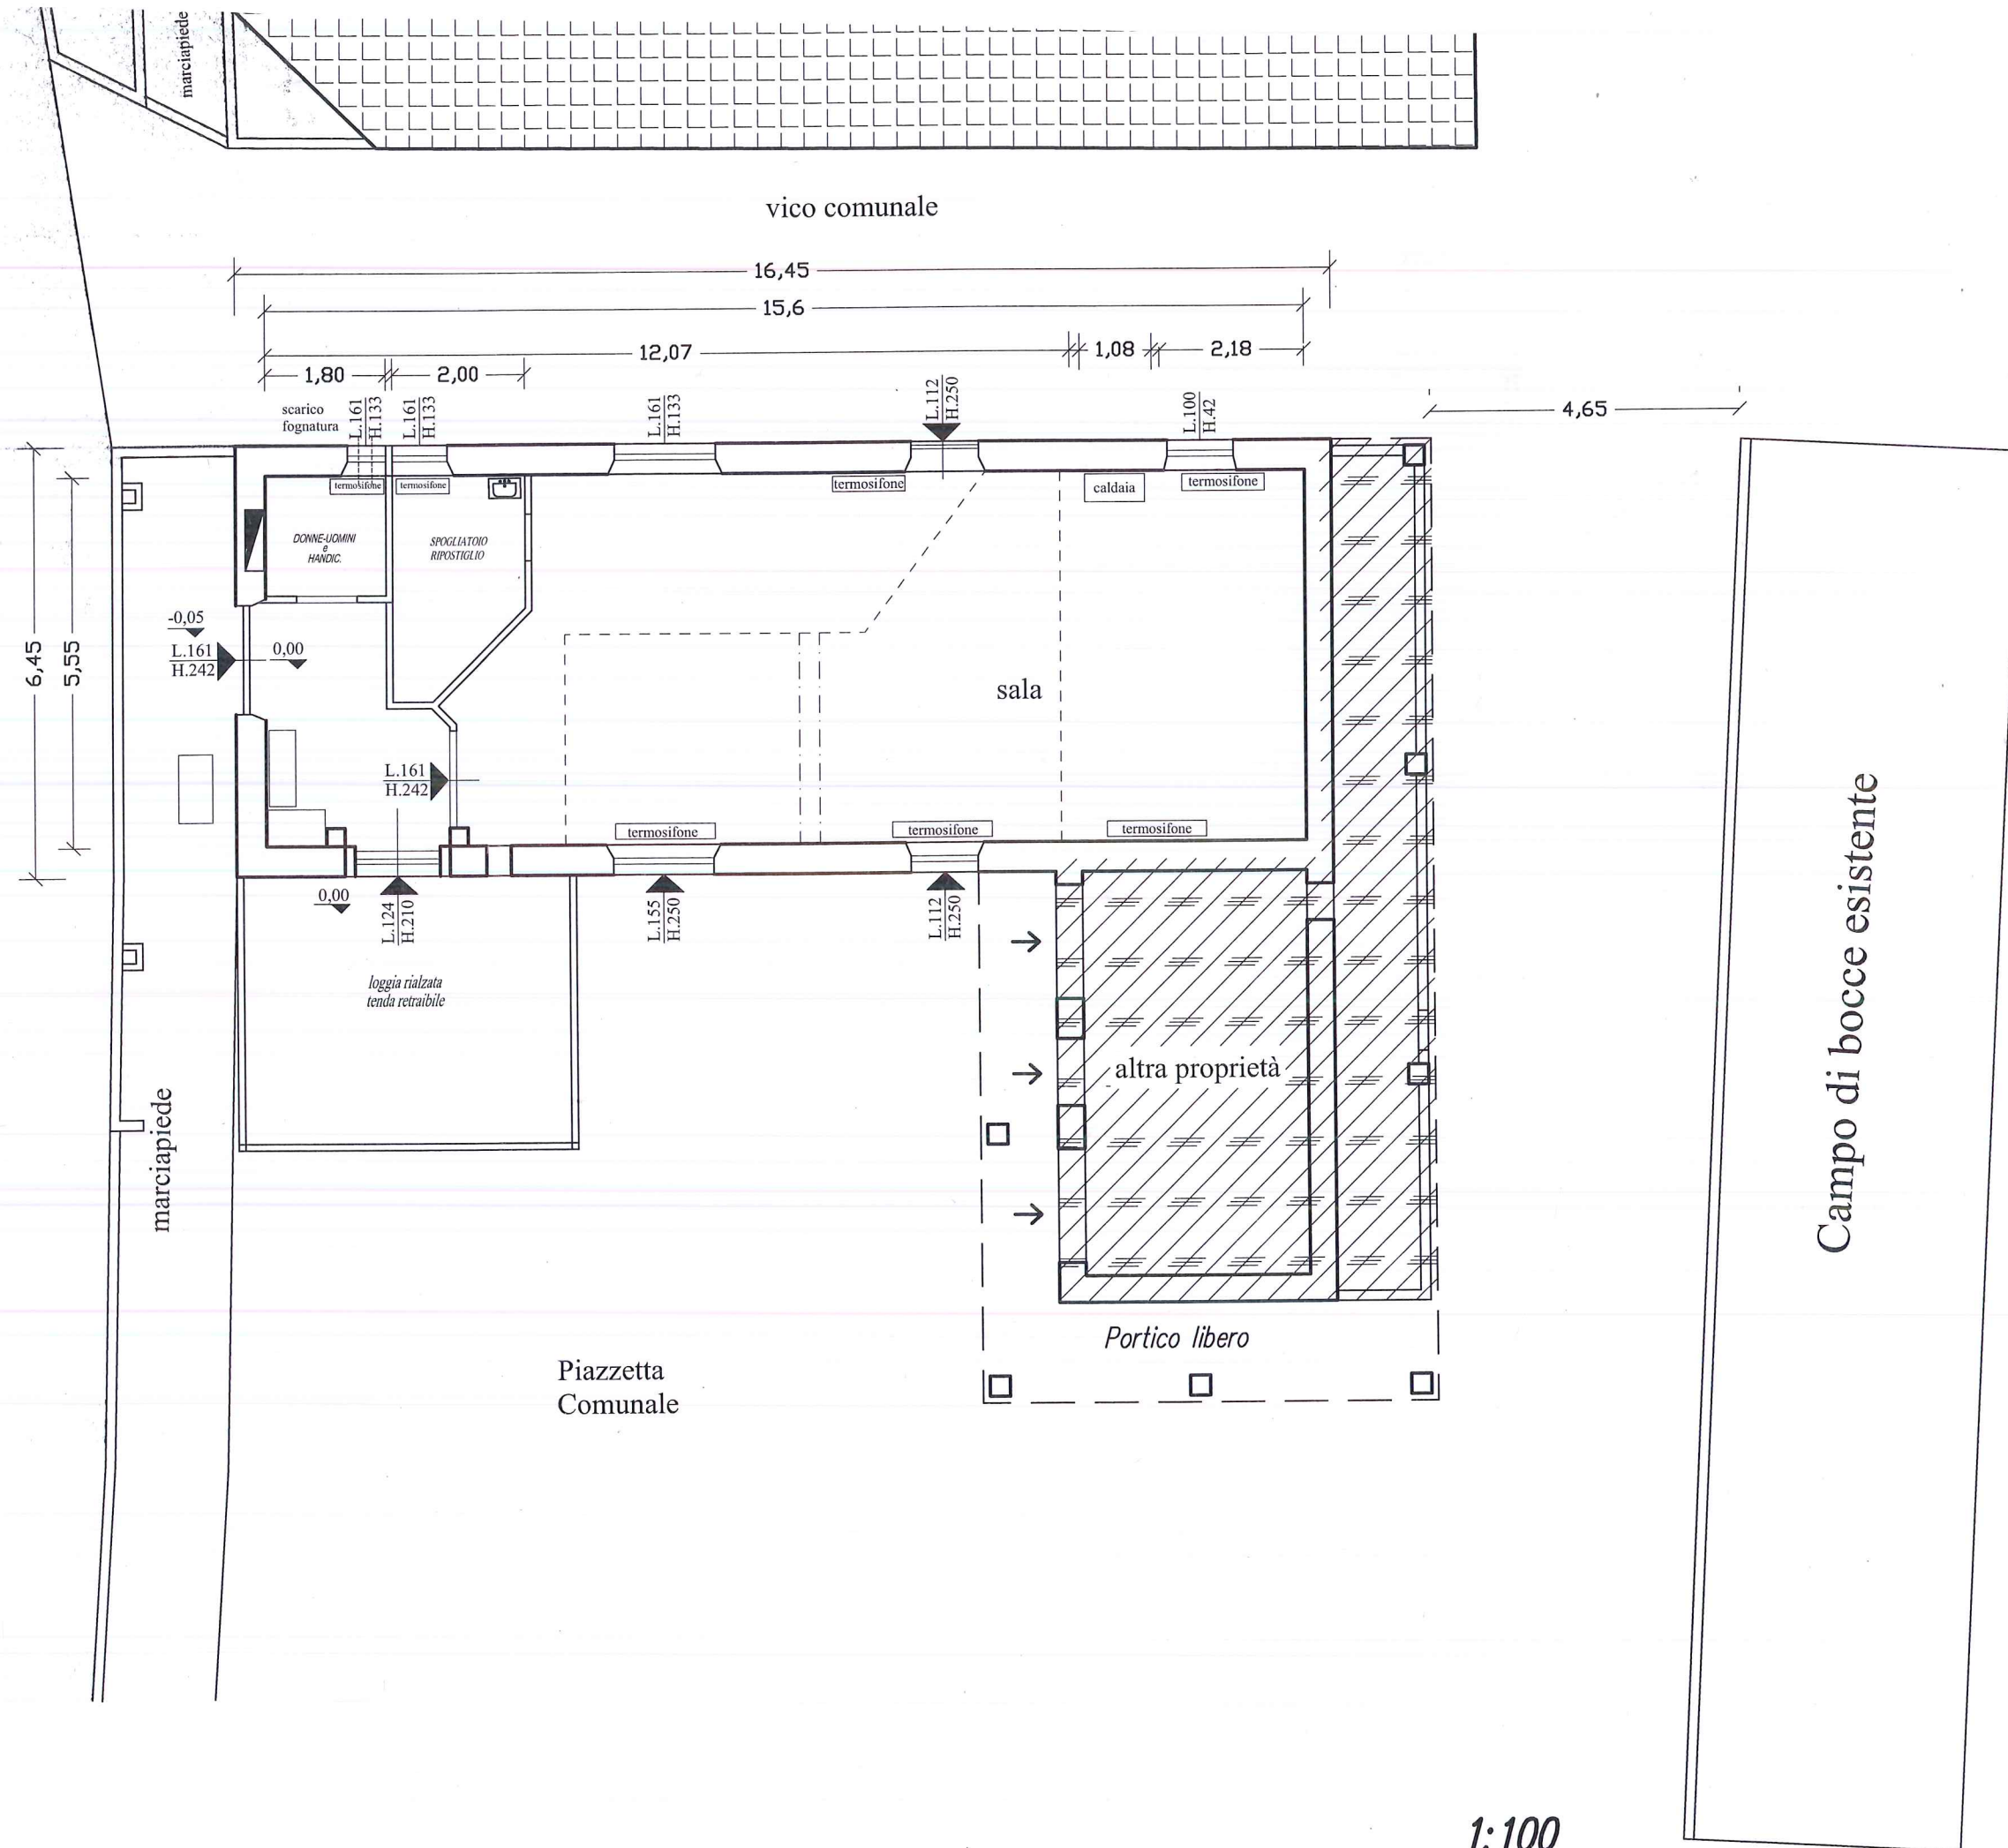 marciapiede
vico comunale
16,45
15,6
12,07
1,08
2,18
1,80
2,00
4,65
scarico
fognatura
L.161
H.133
L.161
H.133
L.161
H.133
L.112
H.250
L.100
H.42
termosifone
termosifone
termosifone
caldaia
termosifone
DONNE-UOMINI
e
HANDIC.
SPOGLIATOIO
RIPOSTIGLIO
6,45
5,55
-0,05
L.161
H.242
0,00
sala
L.161
H.242
termosifone
termosifone
termosifone
0,00
L.124
H.210
L.155
H.250
L.112
H.250
loggia rialzata
tenda retraibile
altra proprietà
marciapiede
Campo di bocce esistente
Portico libero
Piazzetta
Comunale
1:100